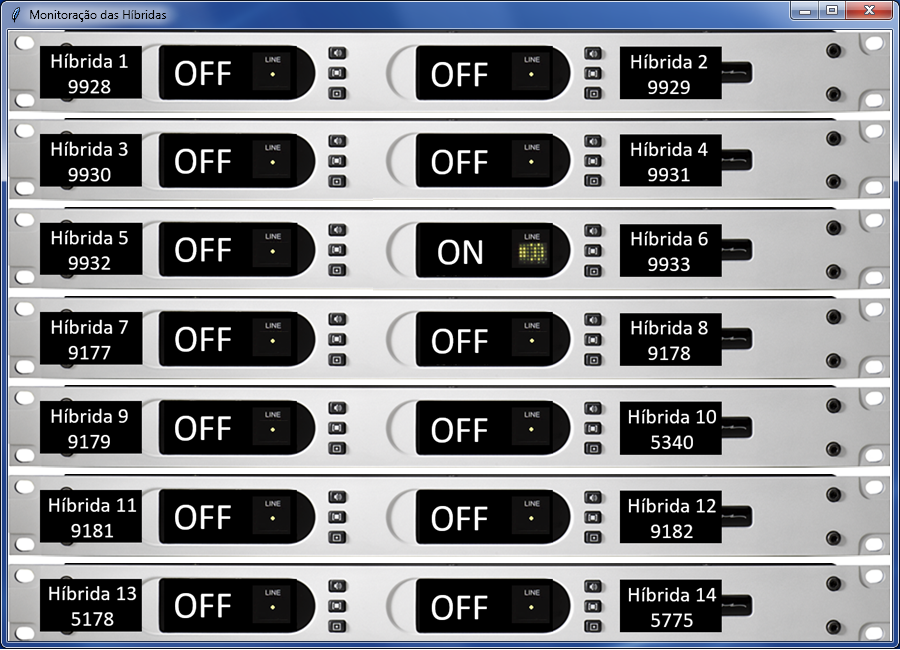 Monitoração das Híbridas
Híbrida 1
9928
OFF
LINE
OFF
LINE
Híbrida 2
9929
Híbrida 3
9930
OFF
LINE
OFF
LINE
Híbrida 4
9931
Híbrida 5
9932
OFF
LINE
ON
LINE
Híbrida 6
9933
Híbrida 7
9177
OFF
LINE
OFF
LINE
Híbrida 8
9178
Híbrida 9
9179
OFF
LINE
OFF
LINE
Híbrida 10
5340
Híbrida 11
9181
OFF
LINE
OFF
LINE
Híbrida 12
9182
Híbrida 13
5178
OFF
LINE
OFF
LINE
Híbrida 14
5775